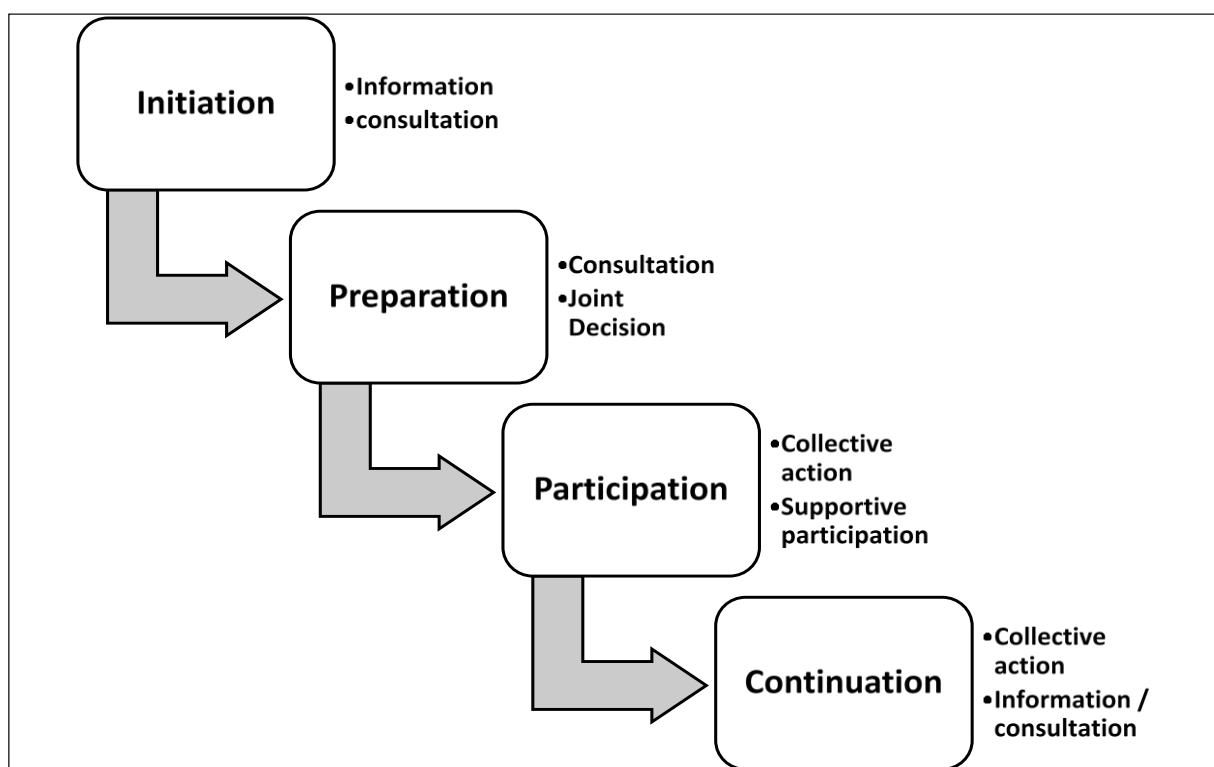 Initiation
•Information
•consultation
Preparation
•Consultation
•Joint
Decision
Participation
•Collective
action
•Supportive
participation
Continuation
•Collective
action
•Information /
consultation